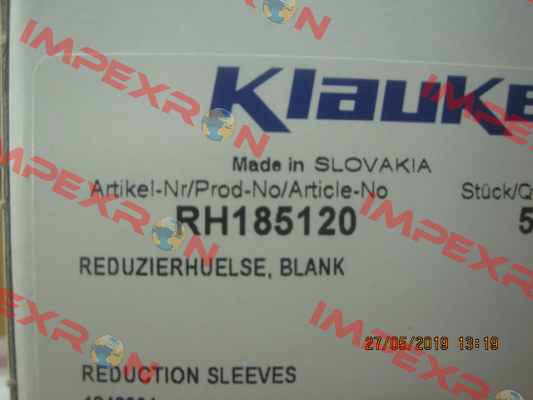 Klauke
Made in SLOVAKIA
Artikel-Nr/Prod-No/Article-No
Stück/Q
RH185120
5
REDUZIERHUELSE, BLANK
27/05/2019 13:19
REDUCTION SLEEVES
IMPEXRON
IMPEXRON
IMPEXRON
IMPEXRON